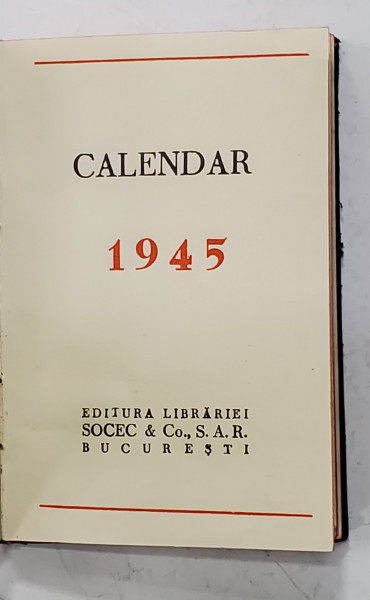 CALENDAR
1945
EDITURA LIBRĂRIEI
SOCEC & Co., S. A. R.
BUCUREȘTI